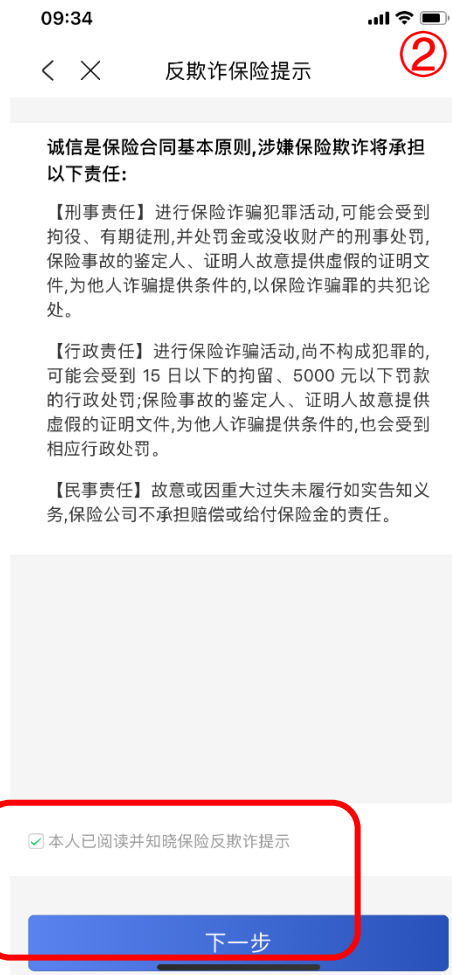 09:34
反欺诈保险提示
②
诚信是保险合同基本原则,涉嫌保险欺诈将承担
以下责任:
【刑事责任】进行保险诈骗犯罪活动,可能会受到
拘役、有期徒刑,并处罚金或没收财产的刑事处罚,
保险事故的鉴定人、证明人故意提供虚假的证明文
件,为他人诈骗提供条件的,以保险诈骗罪的共犯论
处。
【行政责任】进行保险诈骗活动,尚不构成犯罪的,
可能会受到 15 日以下的拘留、5000 元以下罚款
的行政处罚;保险事故的鉴定人、证明人故意提供
虚假的证明文件,为他人诈骗提供条件的,也会受到
相应行政处罚。
【民事责任】故意或因重大过失未履行如实告知义
务,保险公司不承担赔偿或给付保险金的责任。
本人已阅读并知晓保险反欺诈提示
下一步